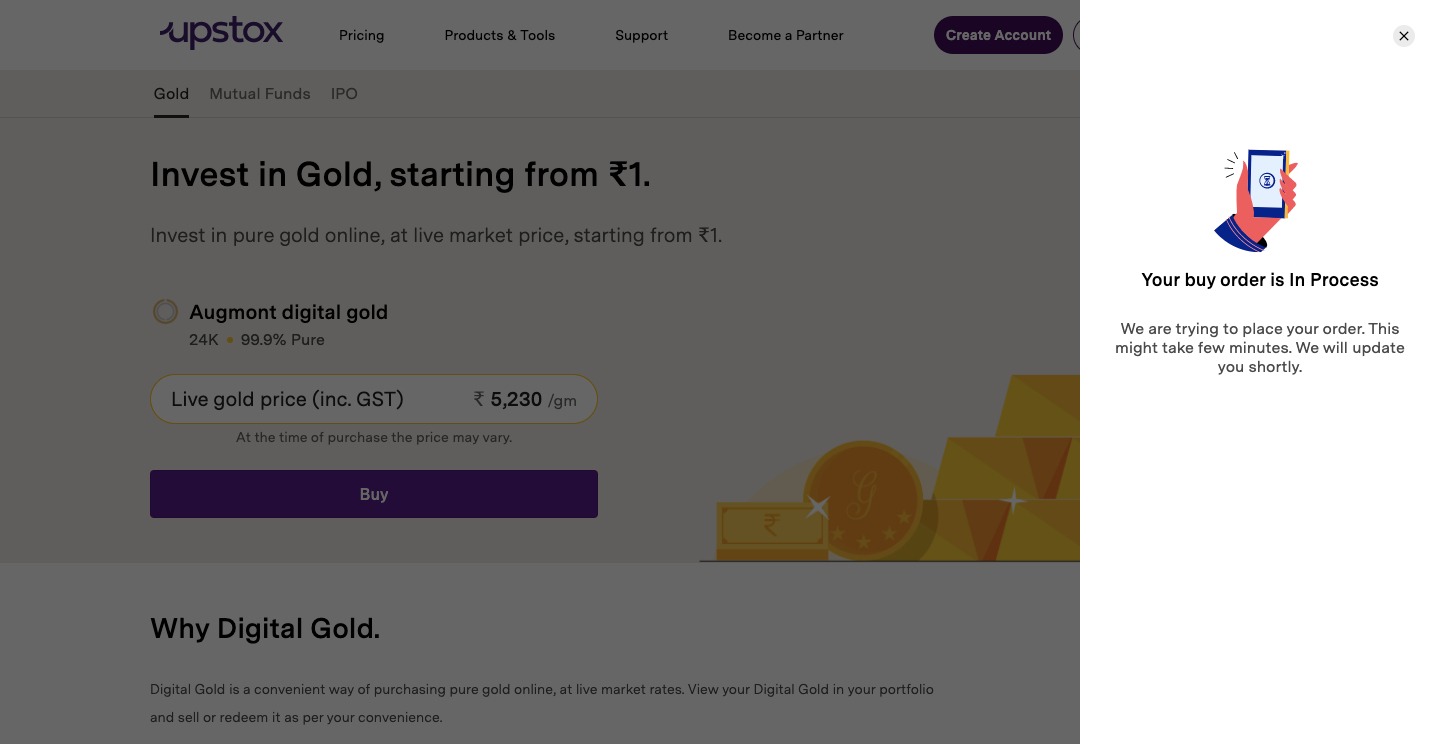 upstox
Pricing
Products & Tools
Support
Become a Partner
Create Account
Gold
Mutual Funds
IPO
Invest in Gold, starting from ₹1.
Invest in pure gold online, at live market price, starting from ₹1.
Augmont digital gold
24K • 99.9% Pure
Live gold price (inc. GST) ₹ 5,230 /gm
At the time of purchase the price may vary.
Buy
₹
G
Why Digital Gold.
Digital Gold is a convenient way of purchasing pure gold online, at live market rates. View your Digital Gold in your portfolio
and sell or redeem it as per your convenience.
Your buy order is In Process
We are trying to place your order. This
might take few minutes. We will update
you shortly.